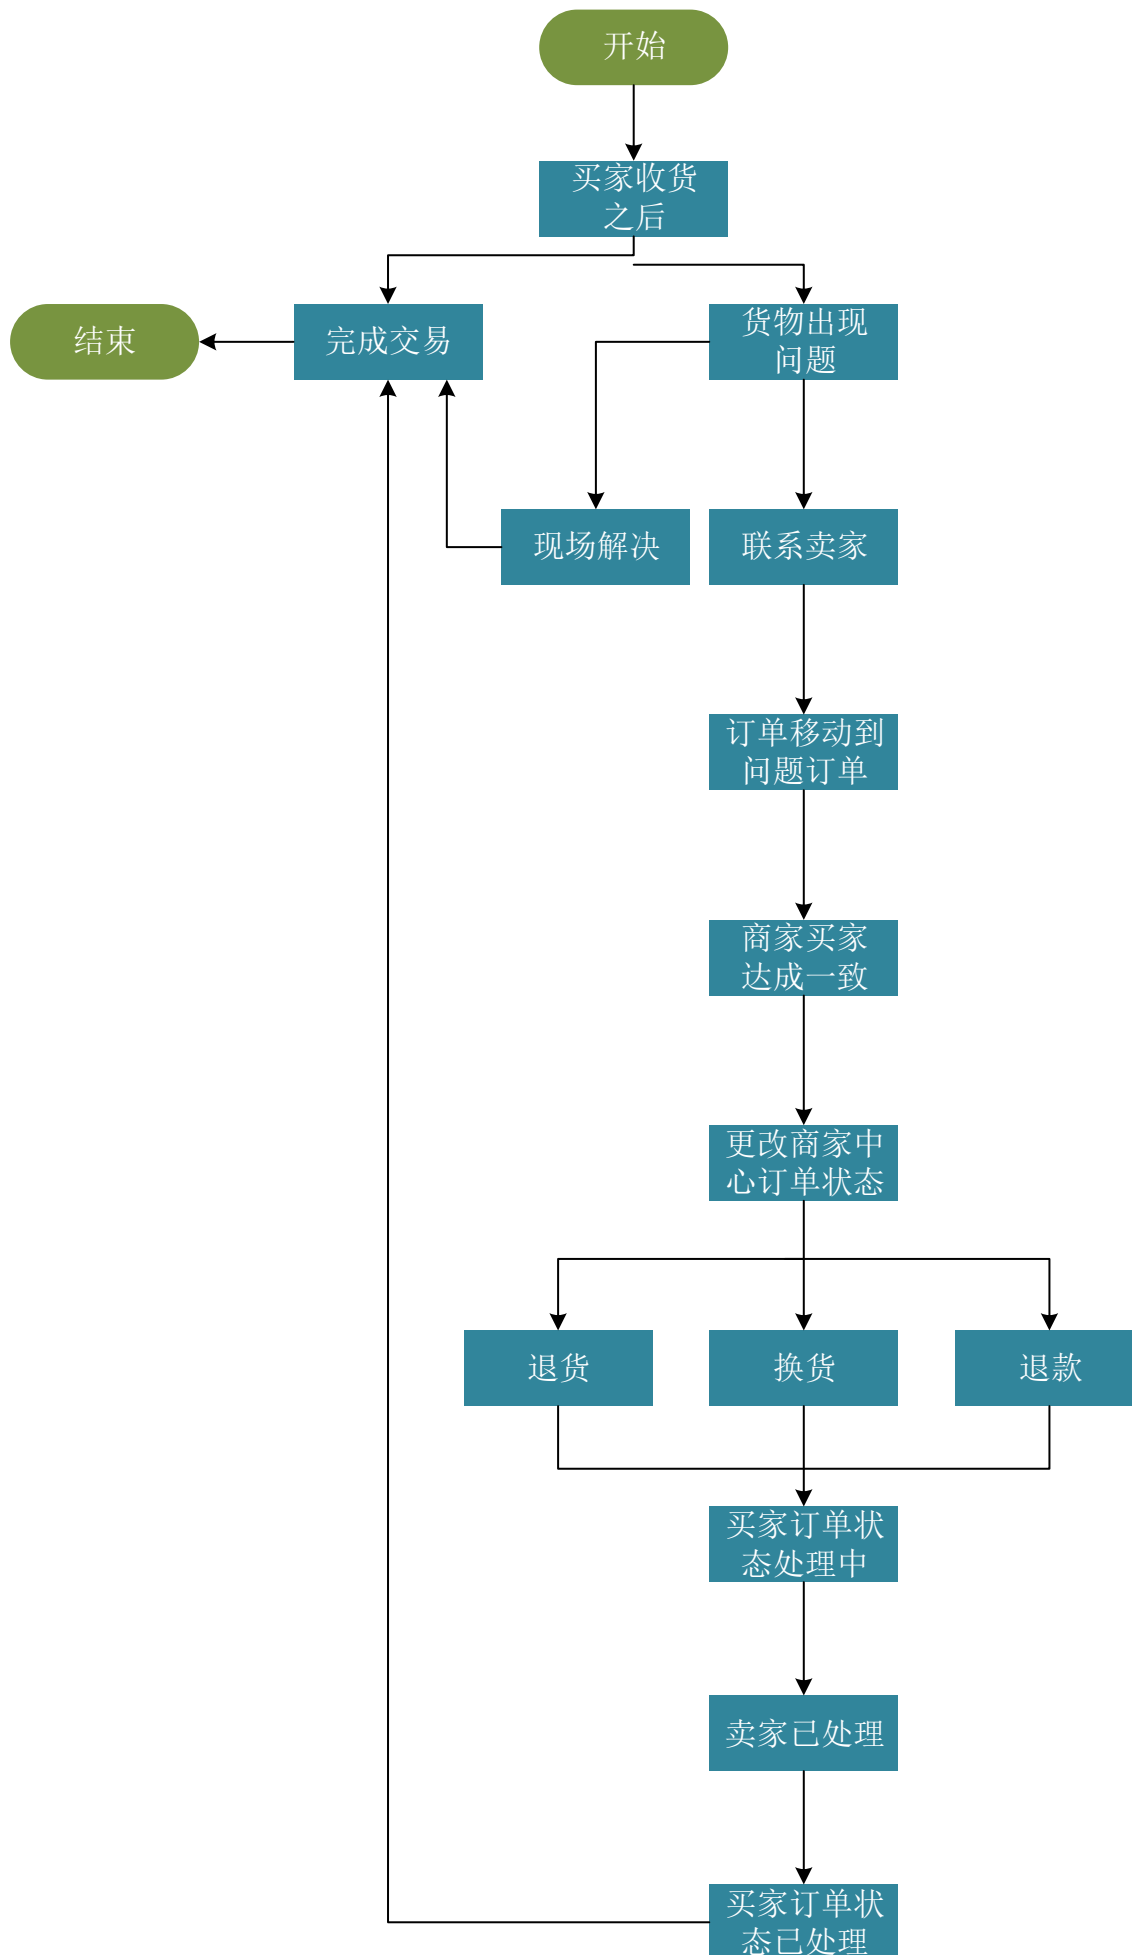 开始
买家收货
之后
结束
完成交易
货物出现
问题
现场解决
联系卖家
订单移动到
问题订单
商家买家
达成一致
更改商家中
心订单状态
退货
换货
退款
买家订单状
态处理中
卖家已处理
买家订单状
态已处理